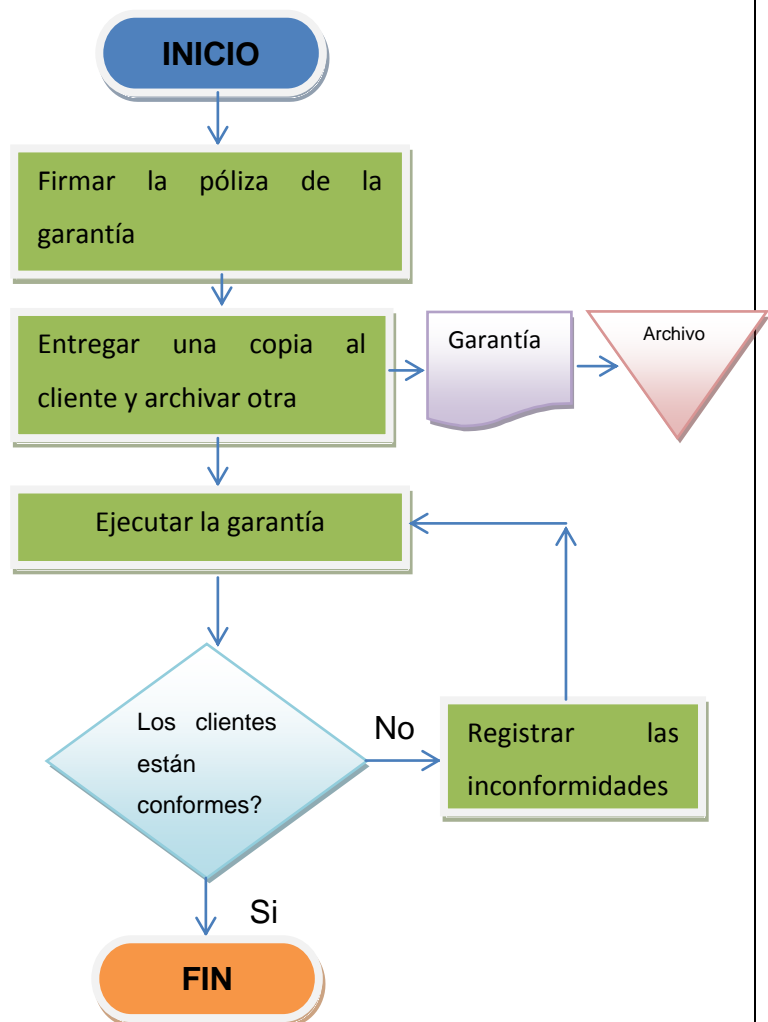 INICIO
Firmar la póliza de la
garantía
Entregar una copia al
cliente y archivar otra
Garantía
Archivo
Ejecutar la garantía
Los clientes
están
conformes?
No
Registrar las
inconformidades
Si
FIN